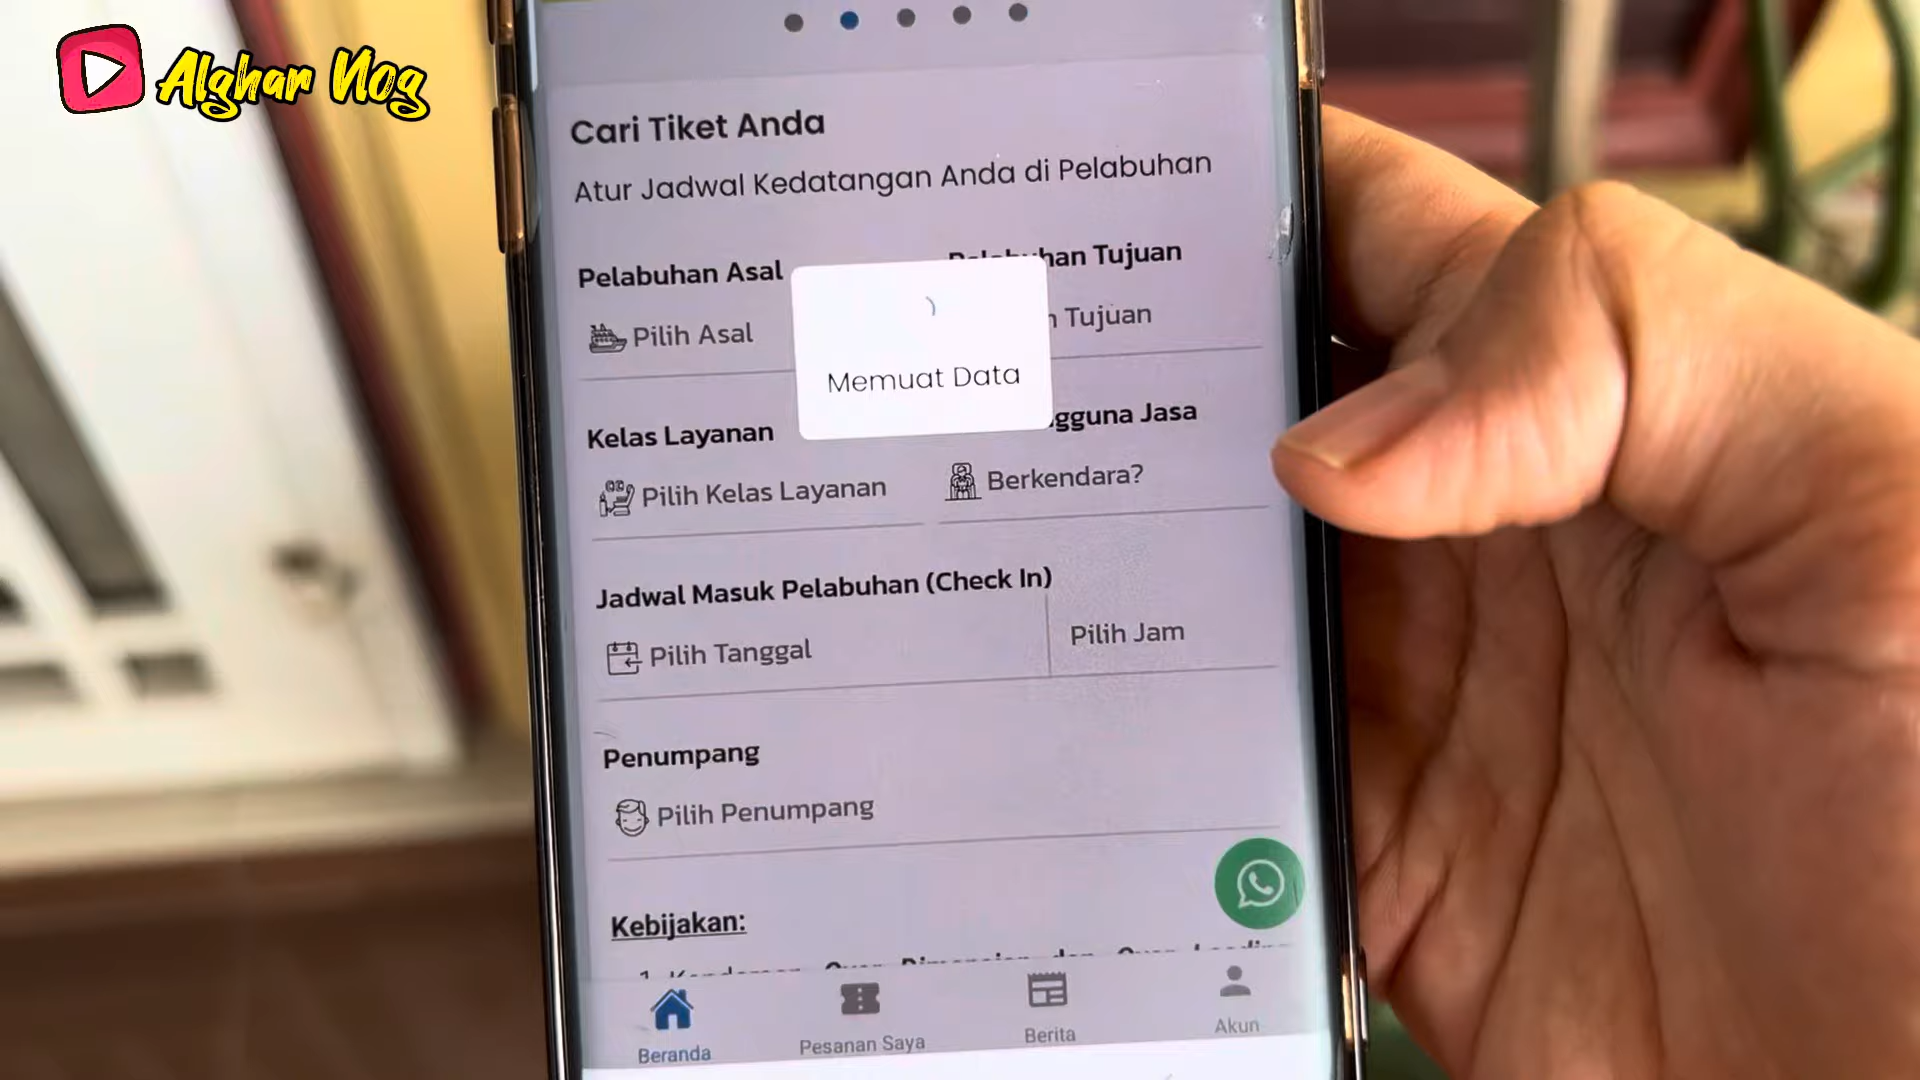 Alghar Vlog
Cari Tiket Anda
Atur Jadwal Kedatangan Anda di Pelabuhan
Pelabuhan Asal
Tujuan
Pilih Asal
Tujuan
Memuat Data
Kelas Layanan
Jasa
Pilih Kelas Layanan
Berkendara?
Jadwal Masuk Pelabuhan (Check In)
Pilih Tanggal
Pilih Jam
Penumpang
Pilih Penumpang
Kebijakan:
Beranda
Pesanan Saya
Berita
Akun